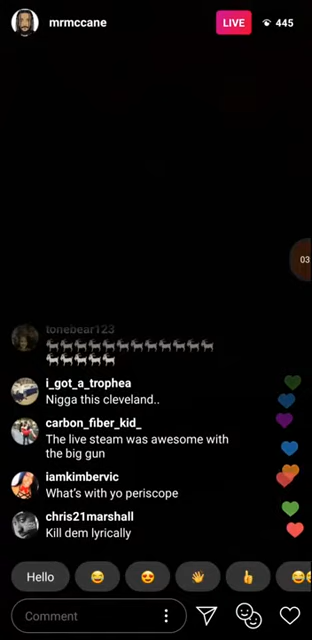 mrmccane
LIVE
445
03
tonebear123
i_got_a_trophea
Nigga this cleveland..
carbon_fiber_kid_
The live steam was awesome with
the big gun
iamkimbervic
What's with yo periscope
chris21marshall
Kill dem lyrically
Hello
Comment